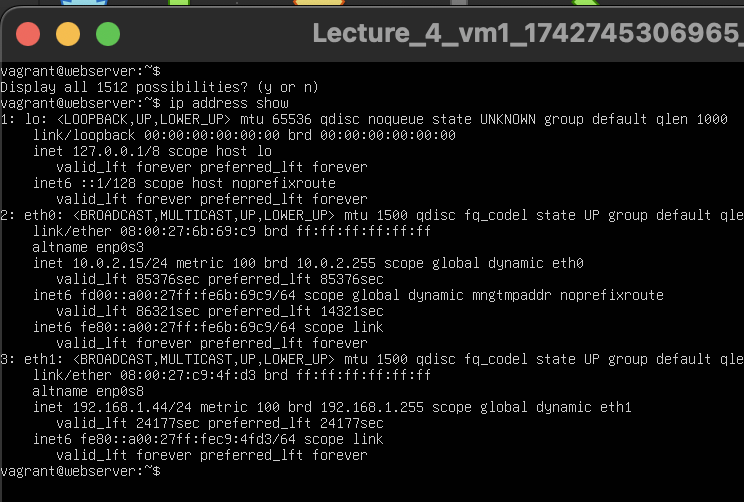 Lecture_4_vm1_1742745306965_
vagrant@webserver:~$
Display all 1512 possibilities? (y or n)
vagrant@webserver:~$ ip address show
1: lo: <LOOPBACK,UP,LOWER_UP> mtu 65536 qdisc noqueue state UNKNOWN group default qlen 1000
    link/loopback 00:00:00:00:00:00 brd 00:00:00:00:00:00
    inet 127.0.0.1/8 scope host lo
       valid_lft forever preferred_lft forever
    inet6 ::1/128 scope host noprefixroute
       valid_lft forever preferred_lft forever
2: eth0: <BROADCAST,MULTICAST,UP,LOWER_UP> mtu 1500 qdisc fq_codel state UP group default qle
    link/ether 08:00:27:6b:69:c9 brd ff:ff:ff:ff:ff:ff
    altname enp0s3
    inet 10.0.2.15/24 metric 100 brd 10.0.2.255 scope global dynamic eth0
       valid_lft 85376sec preferred_lft 85376sec
    inet6 fd00::a00:27ff:fe6b:69c9/64 scope global dynamic mngtmpaddr noprefixroute
       valid_lft 86321sec preferred_lft 14321sec
    inet6 fe80::a00:27ff:fe6b:69c9/64 scope link
       valid_lft forever preferred_lft forever
3: eth1: <BROADCAST,MULTICAST,UP,LOWER_UP> mtu 1500 qdisc fq_codel state UP group default qle
    link/ether 08:00:27:c9:4f:d3 brd ff:ff:ff:ff:ff:ff
    altname enp0s8
    inet 192.168.1.44/24 metric 100 brd 192.168.1.255 scope global dynamic eth1
       valid_lft 24177sec preferred_lft 24177sec
    inet6 fe80::a00:27ff:fec9:4fd3/64 scope link
       valid_lft forever preferred_lft forever
vagrant@webserver:~$